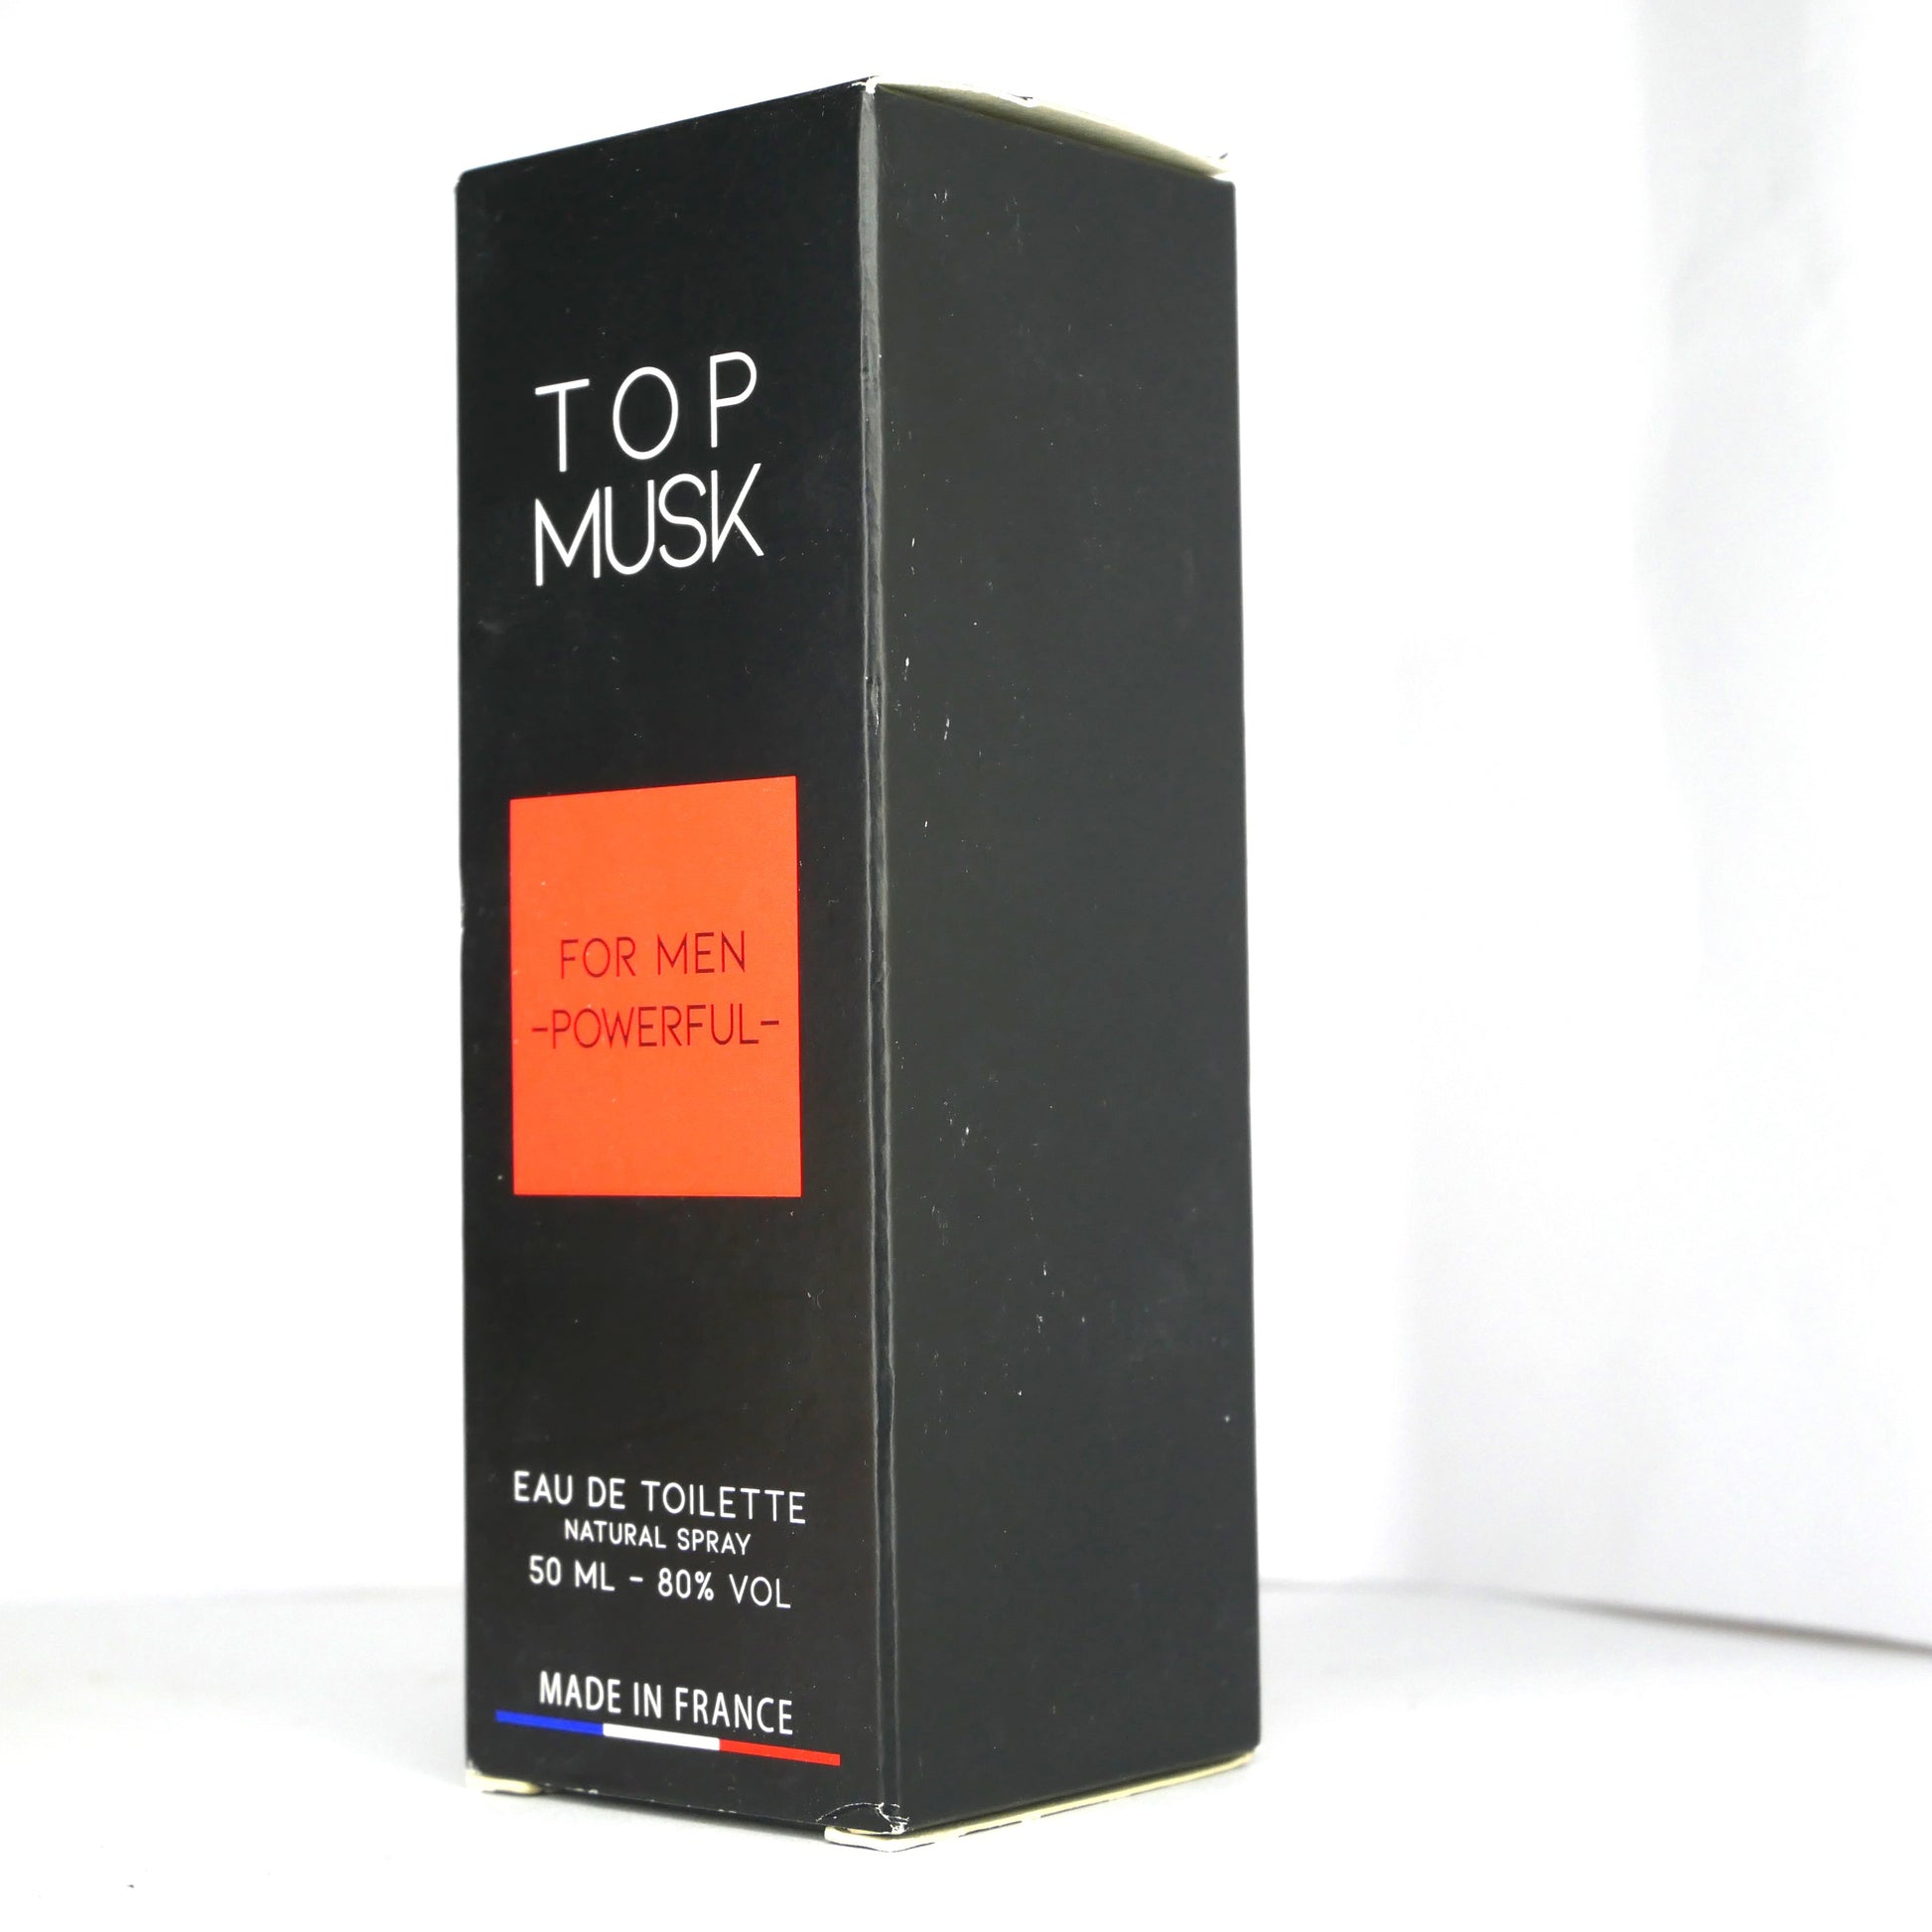 TOP
MUSK
FOR MEN
-POWERFUL-
EAU DE TOILETTE
NATURAL SPRAY
50 ML - 80% VOL
MADE IN FRANCE